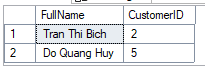 FullName CustomerID
1 Tran Thi Bich 2
2 Do Quang Huy 5